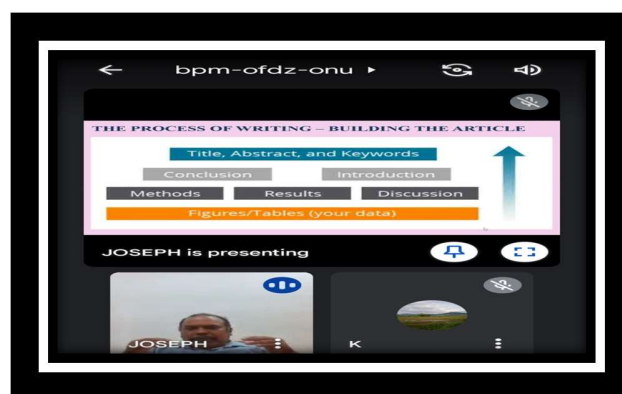 bpm-ofdz-onu
THE PROCESS OF WRITING – BUILDING THE ARTICLE
Title, Abstract, and Keywords
Conclusion Introduction
Methods Results Discussion
Figures/Tables (your data)
JOSEPH is presenting
JOSEPH K